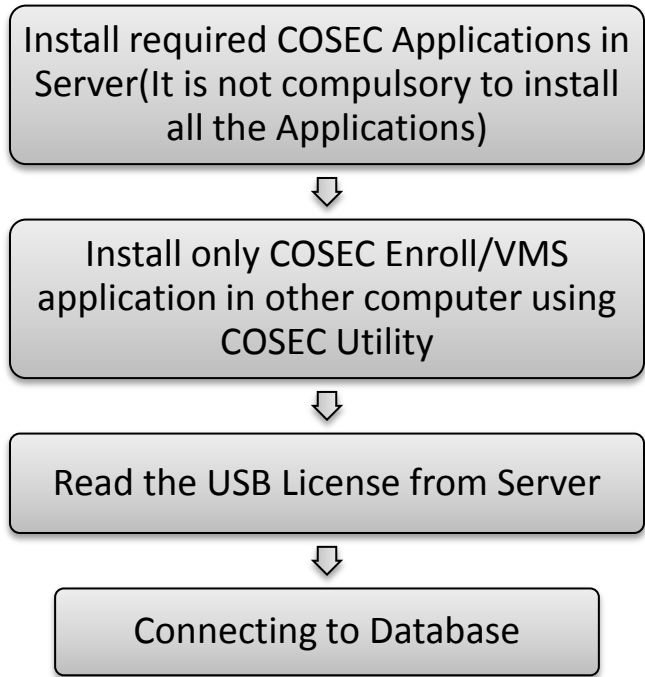 Install required COSEC Applications in
Server(It is not compulsory to install
all the Applications)
Install only COSEC Enroll/VMS
application in other computer using
COSEC Utility
Read the USB License from Server
Connecting to Database